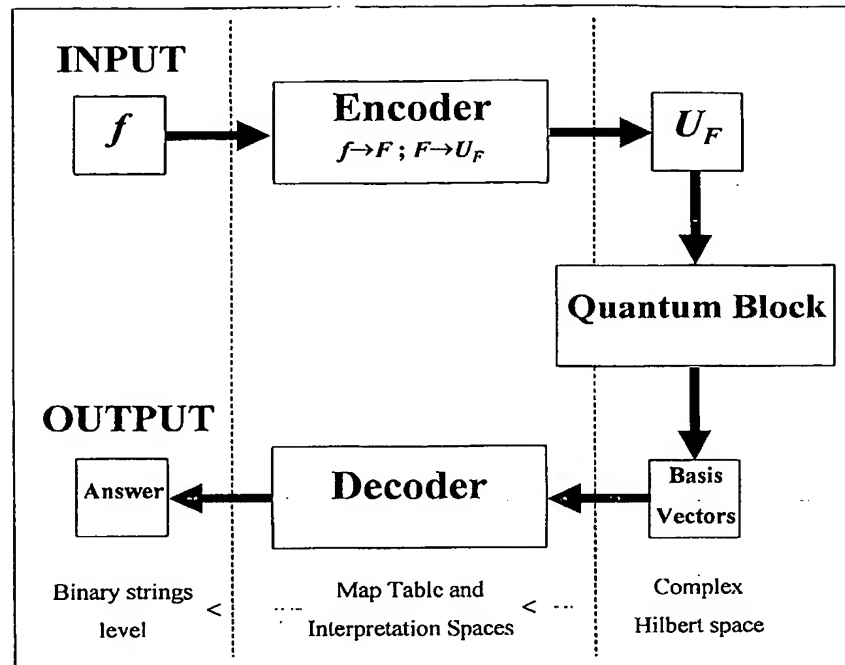 INPUT
f
Encoder
f→F ; F→U_F
U_F
Quantum Block
OUTPUT
Answer
Decoder
Basis
Vectors
Binary strings
level
<
Map Table and
Interpretation Spaces
<
Complex
Hilbert space